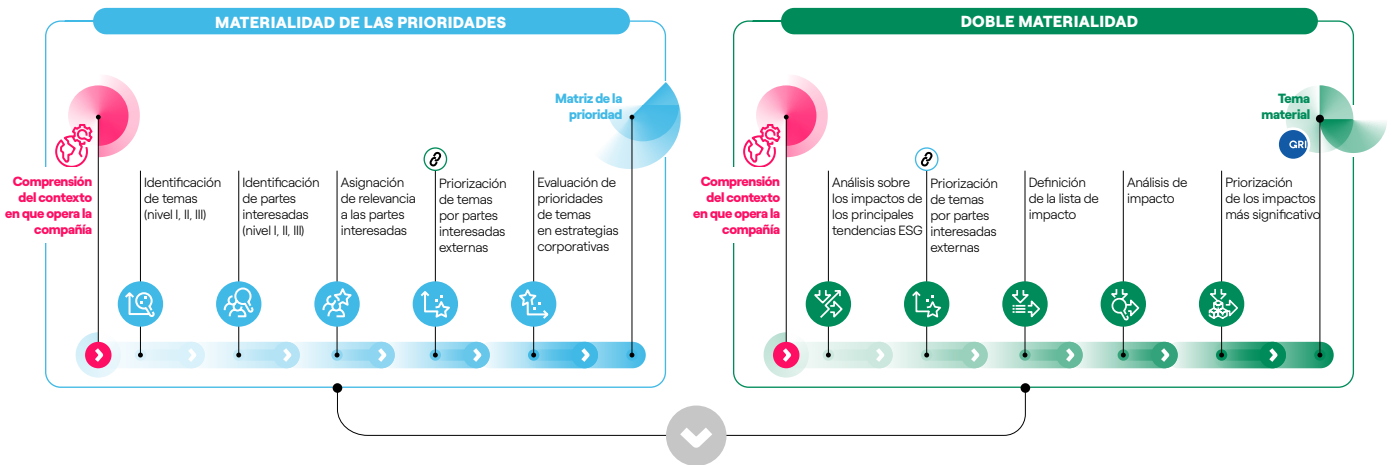 MATERIALIDAD DE LAS PRIORIDADES
Matriz de la
prioridad
Comprensión
del contexto
en que opera la
compañía
Identificación
de temas
(nivel I, II, III)
Identificación
de partes
interesadas
(nivel I, II, III)
Asignación
de relevancia
a las partes
interesadas
Priorización
de temas
por partes
interesadas
externas
Evaluación de
prioridades
de temas
en estrategias
corporativas
DOBLE MATERIALIDAD
Tema
material
GRI
Comprensión
del contexto
en que opera la
compañía
Análisis sobre
los impactos de
los principales
tendencias ESG
Priorización
de temas
por partes
interesadas
externas
Definición
de la lista de
impacto
Análisis de
impacto
Priorización
de los impactos
más significativo